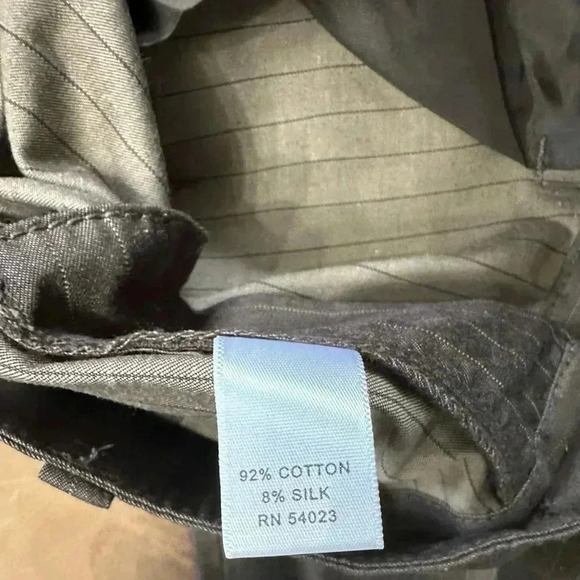 92% COTTON
8% SILK
RN 54023